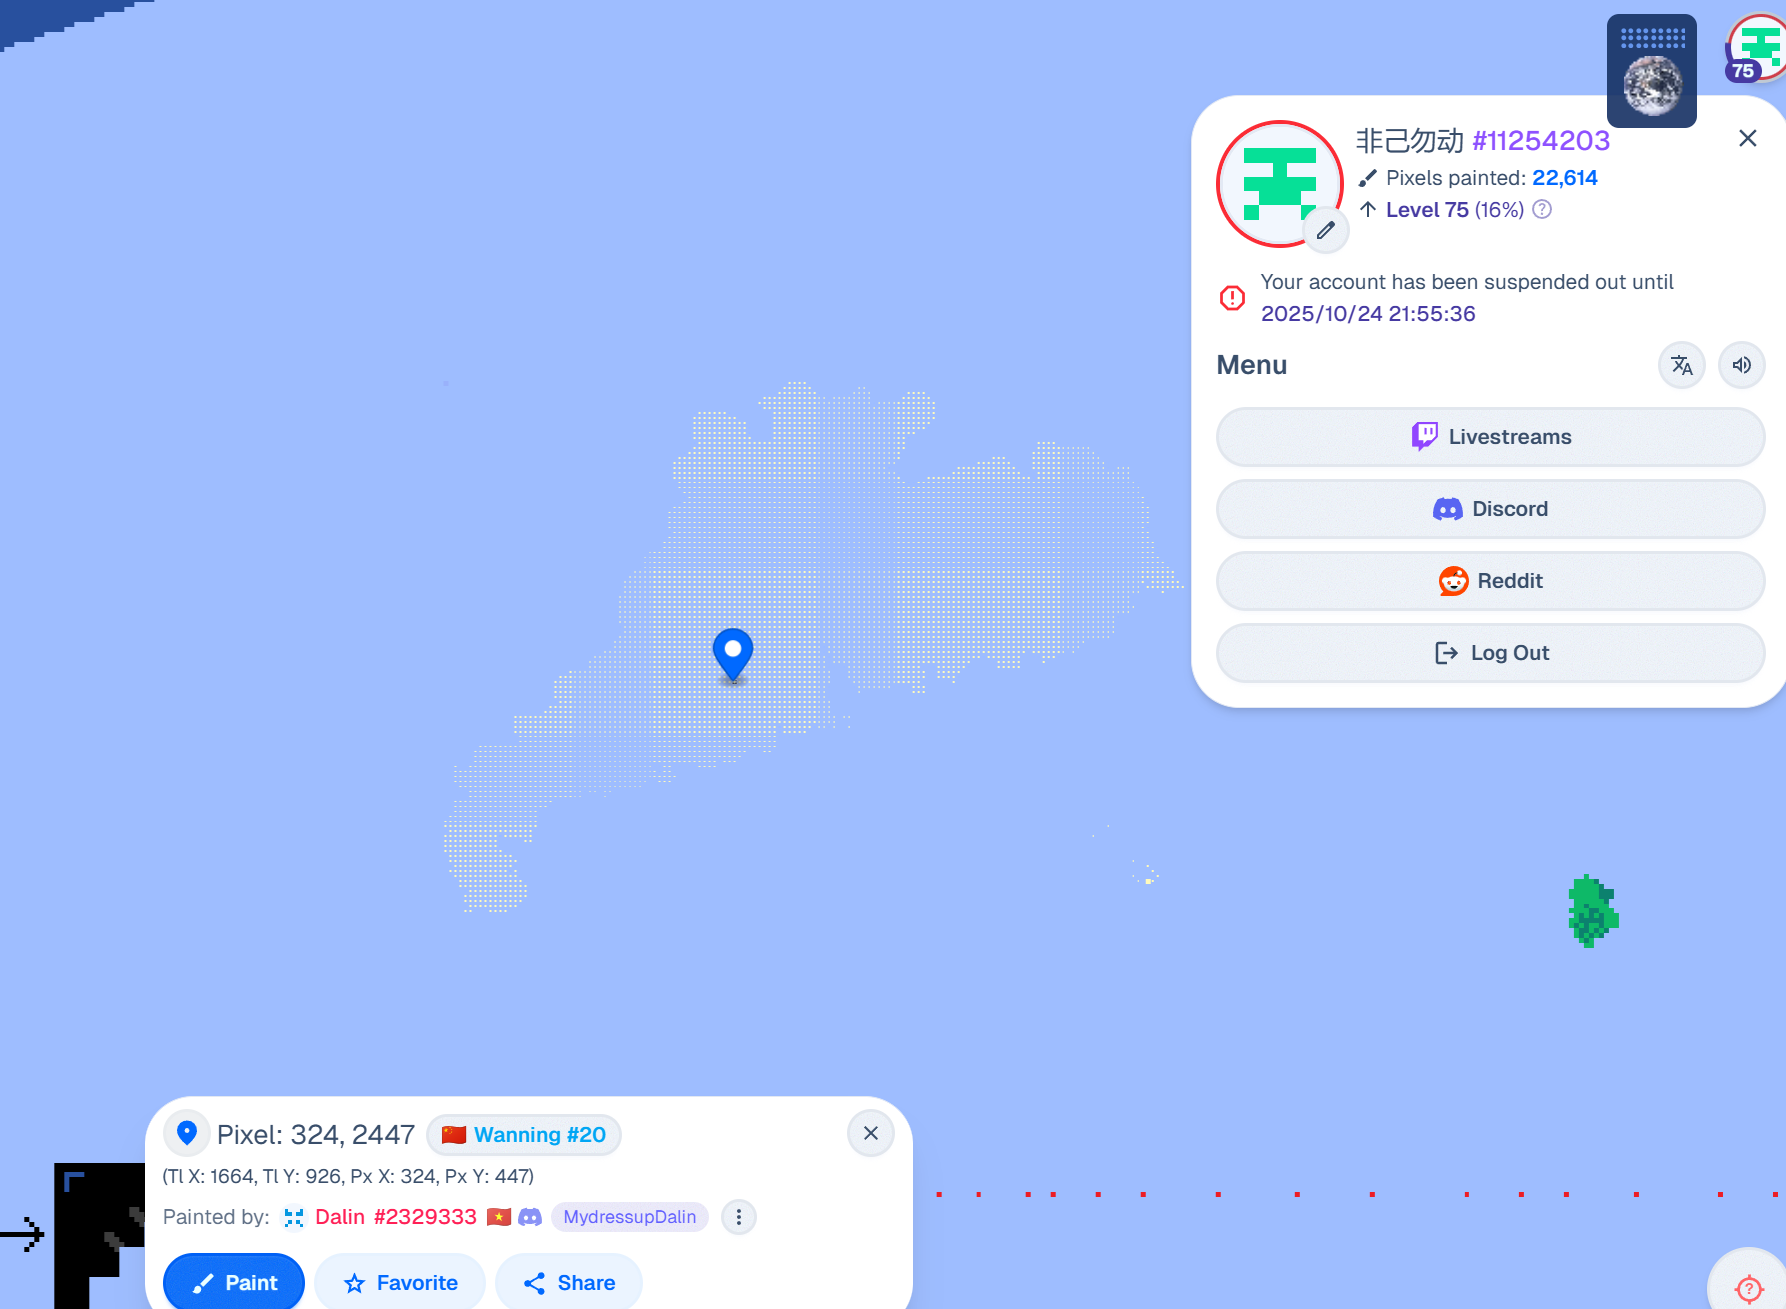 75
非己勿动 #11254203
Pixels painted: 22,614
Level 75 (16%)
Your account has been suspended out until
2025/10/24 21:55:36
Menu
Livestreams
Discord
Reddit
Log Out
Pixel: 324, 2447 Wanning #20
(Tl X: 1664, Tl Y: 926, Px X: 324, Px Y: 447)
Painted by: Dalin #2329333 MydressupDalin
Paint Favorite Share